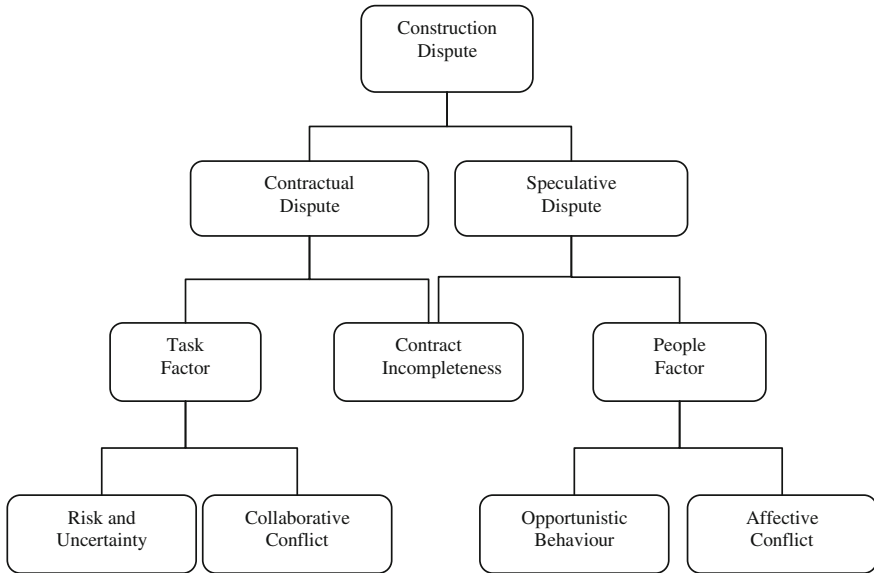 Construction
Dispute
Contractual
Dispute
Speculative
Dispute
Task
Factor
Contract
Incompleteness
People
Factor
Risk and
Uncertainty
Collaborative
Conflict
Opportunistic
Behaviour
Affective
Conflict